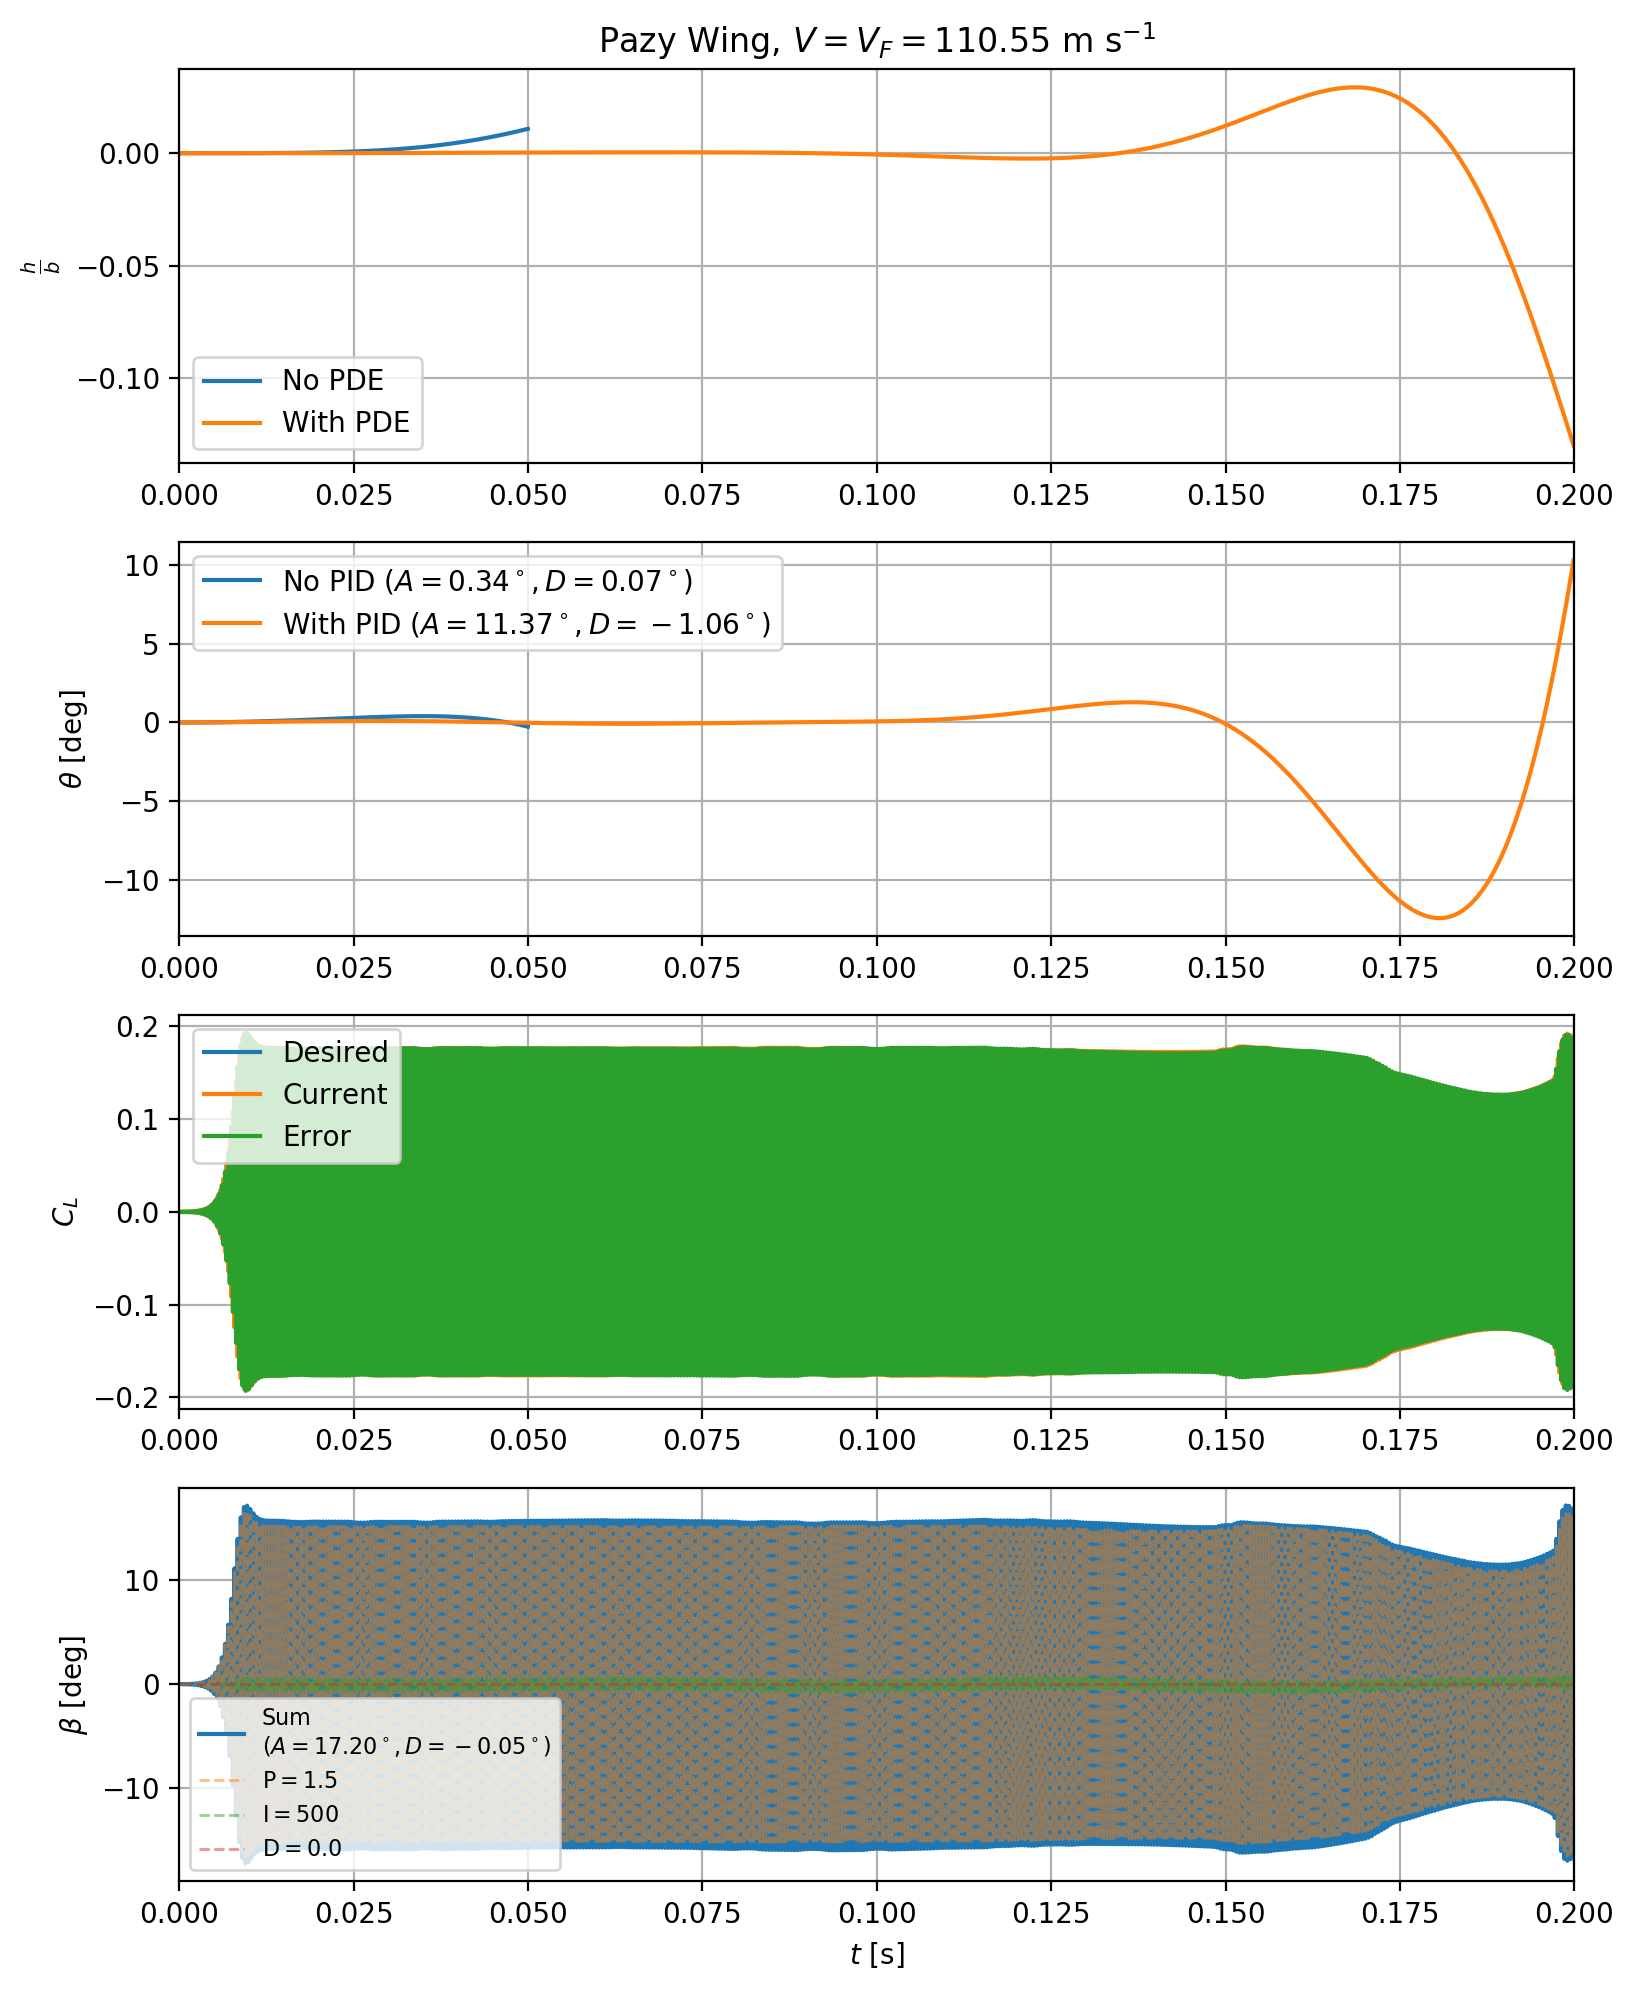 Pazy Wing, V = V_F = 110.55 m s⁻¹
h/b
0.00
−0.05
−0.10
No PDE
With PDE
0.000 0.025 0.050 0.075 0.100 0.125 0.150 0.175 0.200
θ [deg]
10
5
0
−5
−10
No PID (A = 0.34°, D = 0.07°)
With PID (A = 11.37°, D = −1.06°)
0.000 0.025 0.050 0.075 0.100 0.125 0.150 0.175 0.200
C_L
0.2
0.1
0.0
−0.1
−0.2
Desired
Current
Error
0.000 0.025 0.050 0.075 0.100 0.125 0.150 0.175 0.200
β [deg]
10
0
−10
Sum
(A = 17.20°, D = −0.05°)
P = 1.5
I = 500
D = 0.0
0.000 0.025 0.050 0.075 0.100 0.125 0.150 0.175 0.200
t [s]